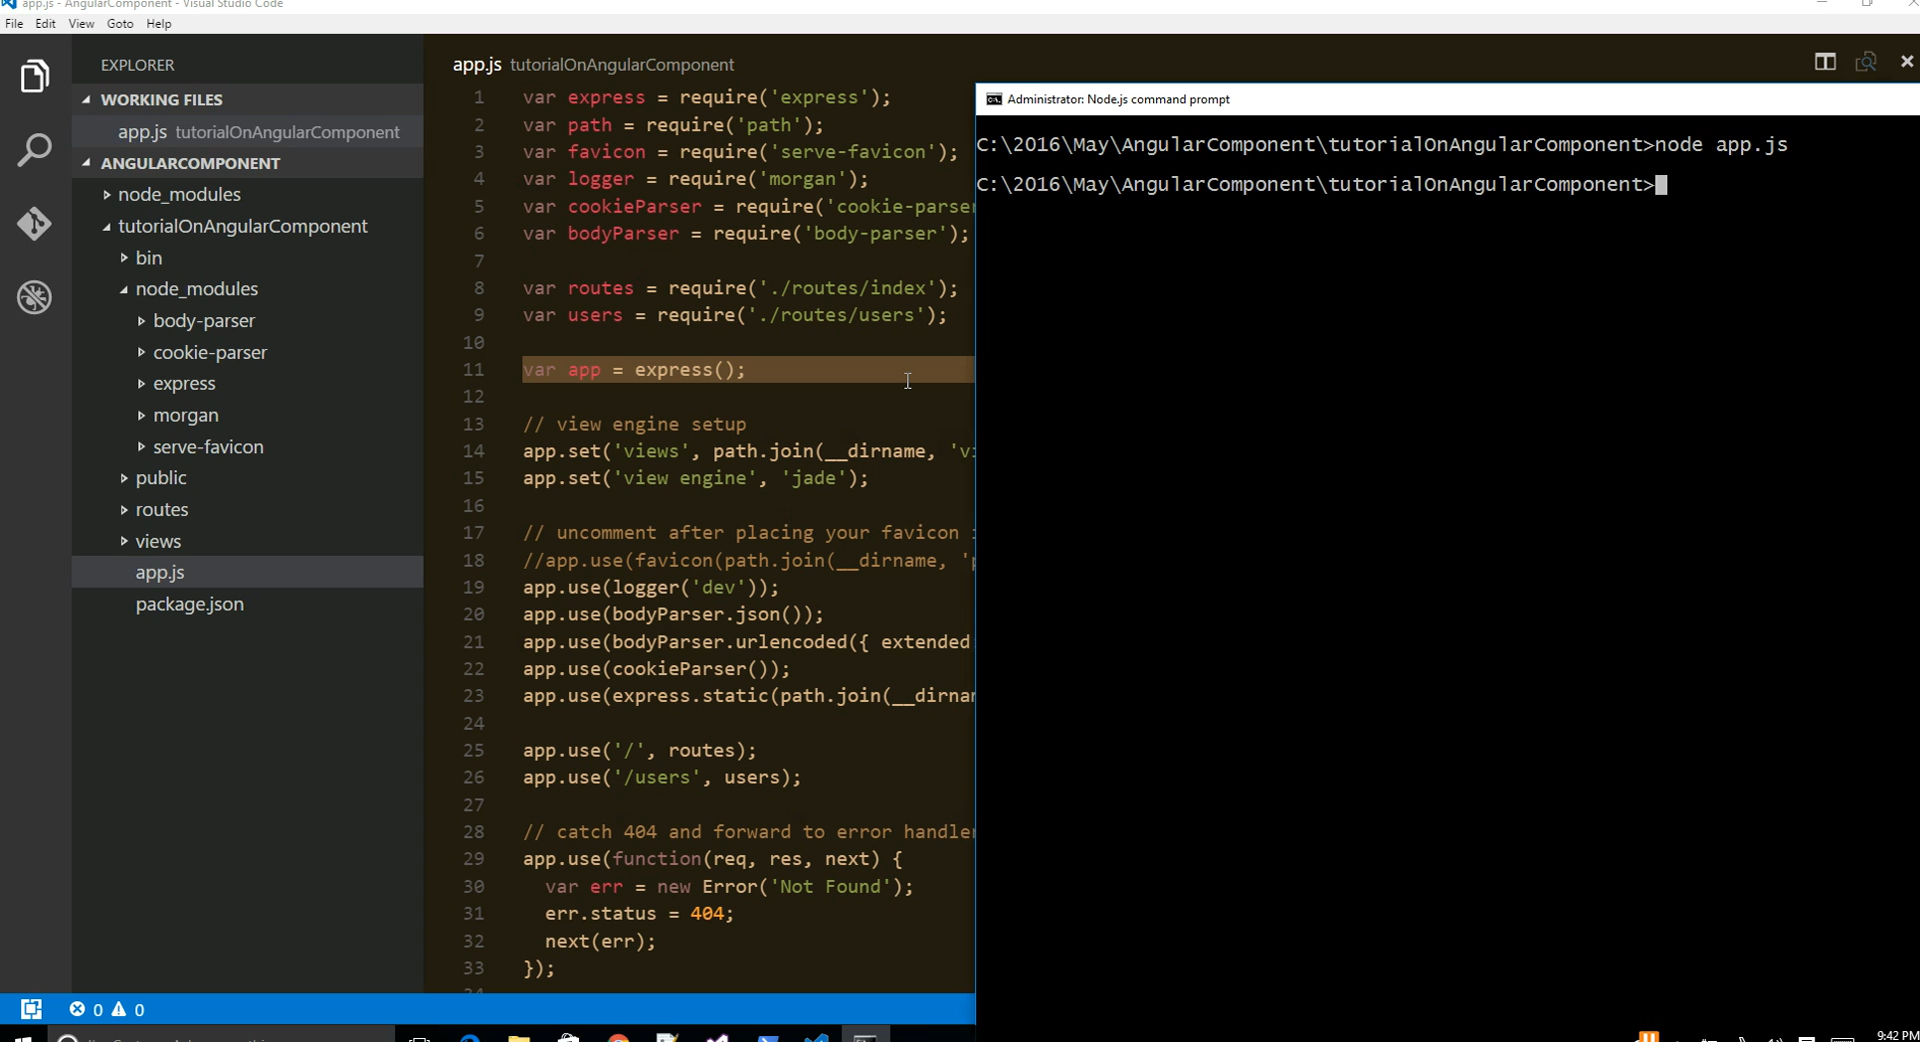 app.js - AngularComponent - Visual Studio Code
File Edit View Goto Help
EXPLORER
WORKING FILES
app.js tutorialOnAngularComponent
ANGULARCOMPONENT
node_modules
tutorialOnAngularComponent
bin
node_modules
body-parser
cookie-parser
express
morgan
serve-favicon
public
routes
views
app.js
package.json
app.js tutorialOnAngularComponent
1 var express = require('express');
2 var path = require('path');
3 var favicon = require('serve-favicon');
4 var logger = require('morgan');
5 var cookieParser = require('cookie-parser
6 var bodyParser = require('body-parser');
7
8 var routes = require('./routes/index');
9 var users = require('./routes/users');
10
11 var app = express();
12
13 // view engine setup
14 app.set('views', path.join(__dirname, 'vi
15 app.set('view engine', 'jade');
16
17 // uncomment after placing your favicon
18 //app.use(favicon(path.join(__dirname, 'p
19 app.use(logger('dev'));
20 app.use(bodyParser.json());
21 app.use(bodyParser.urlencoded({ extended
22 app.use(cookieParser());
23 app.use(express.static(path.join(__dirnam
24
25 app.use('/', routes);
26 app.use('/users', users);
27
28 // catch 404 and forward to error handler
29 app.use(function(req, res, next) {
30 var err = new Error('Not Found');
31 err.status = 404;
32 next(err);
33 });
0 0
Administrator: Node.js command prompt
C:\2016\May\AngularComponent\tutorialOnAngularComponent>node app.js
C:\2016\May\AngularComponent\tutorialOnAngularComponent>
9:42 PM